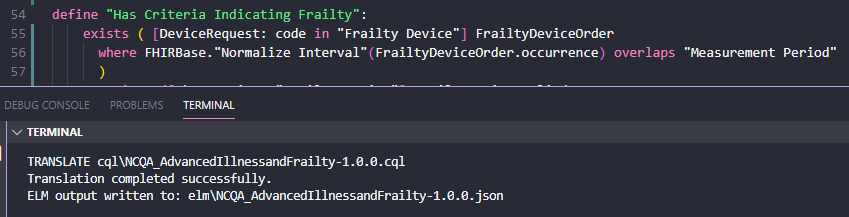 54 define "Has Criteria Indicating Frailty":
55 exists ( [DeviceRequest: code in "Frailty Device"] FrailtyDeviceOrder
56 where FHIRBase."Normalize Interval"(FrailtyDeviceOrder.occurrence) overlaps "Measurement Period"
57 )
DEBUG CONSOLE PROBLEMS TERMINAL
TERMINAL
TRANSLATE cql\NCQA_AdvancedIllnessandFrailty-1.0.0.cql
Translation completed successfully.
ELM output written to: elm\NCQA_AdvancedIllnessandFrailty-1.0.0.json